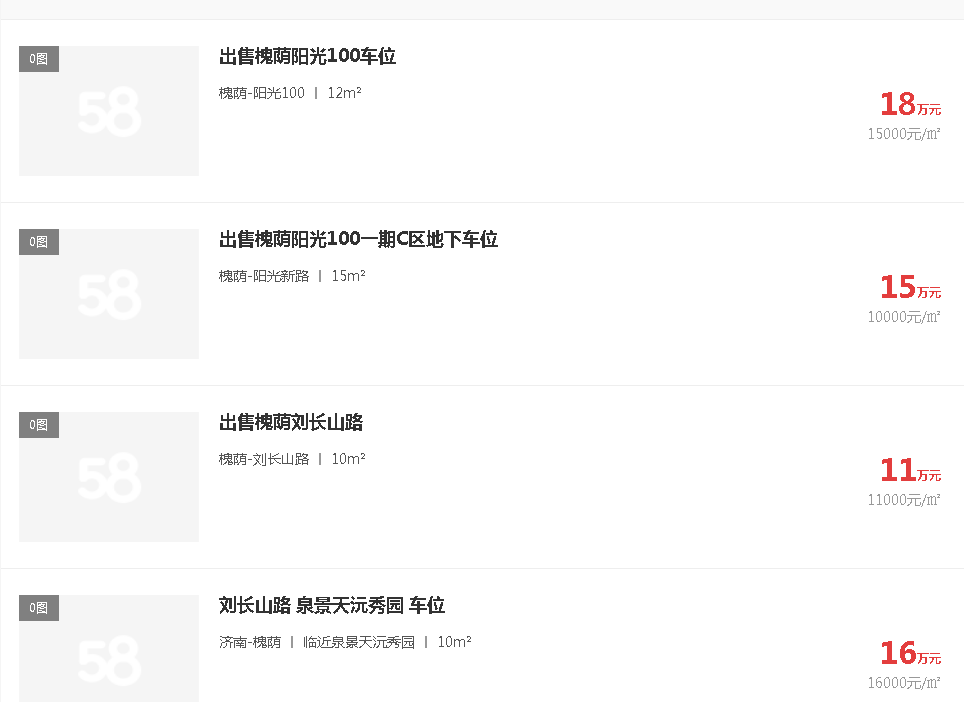 0图
58
出售槐荫阳光100车位
槐荫-阳光100 | 12m²
18万元
15000元/㎡
0图
58
出售槐荫阳光100一期C区地下车位
槐荫-阳光新路 | 15m²
15万元
10000元/㎡
0图
58
出售槐荫刘长山路
槐荫-刘长山路 | 10m²
11万元
11000元/㎡
0图
58
刘长山路 泉景天沅秀园 车位
济南-槐荫 | 临近泉景天沅秀园 | 10m²
16万元
16000元/㎡